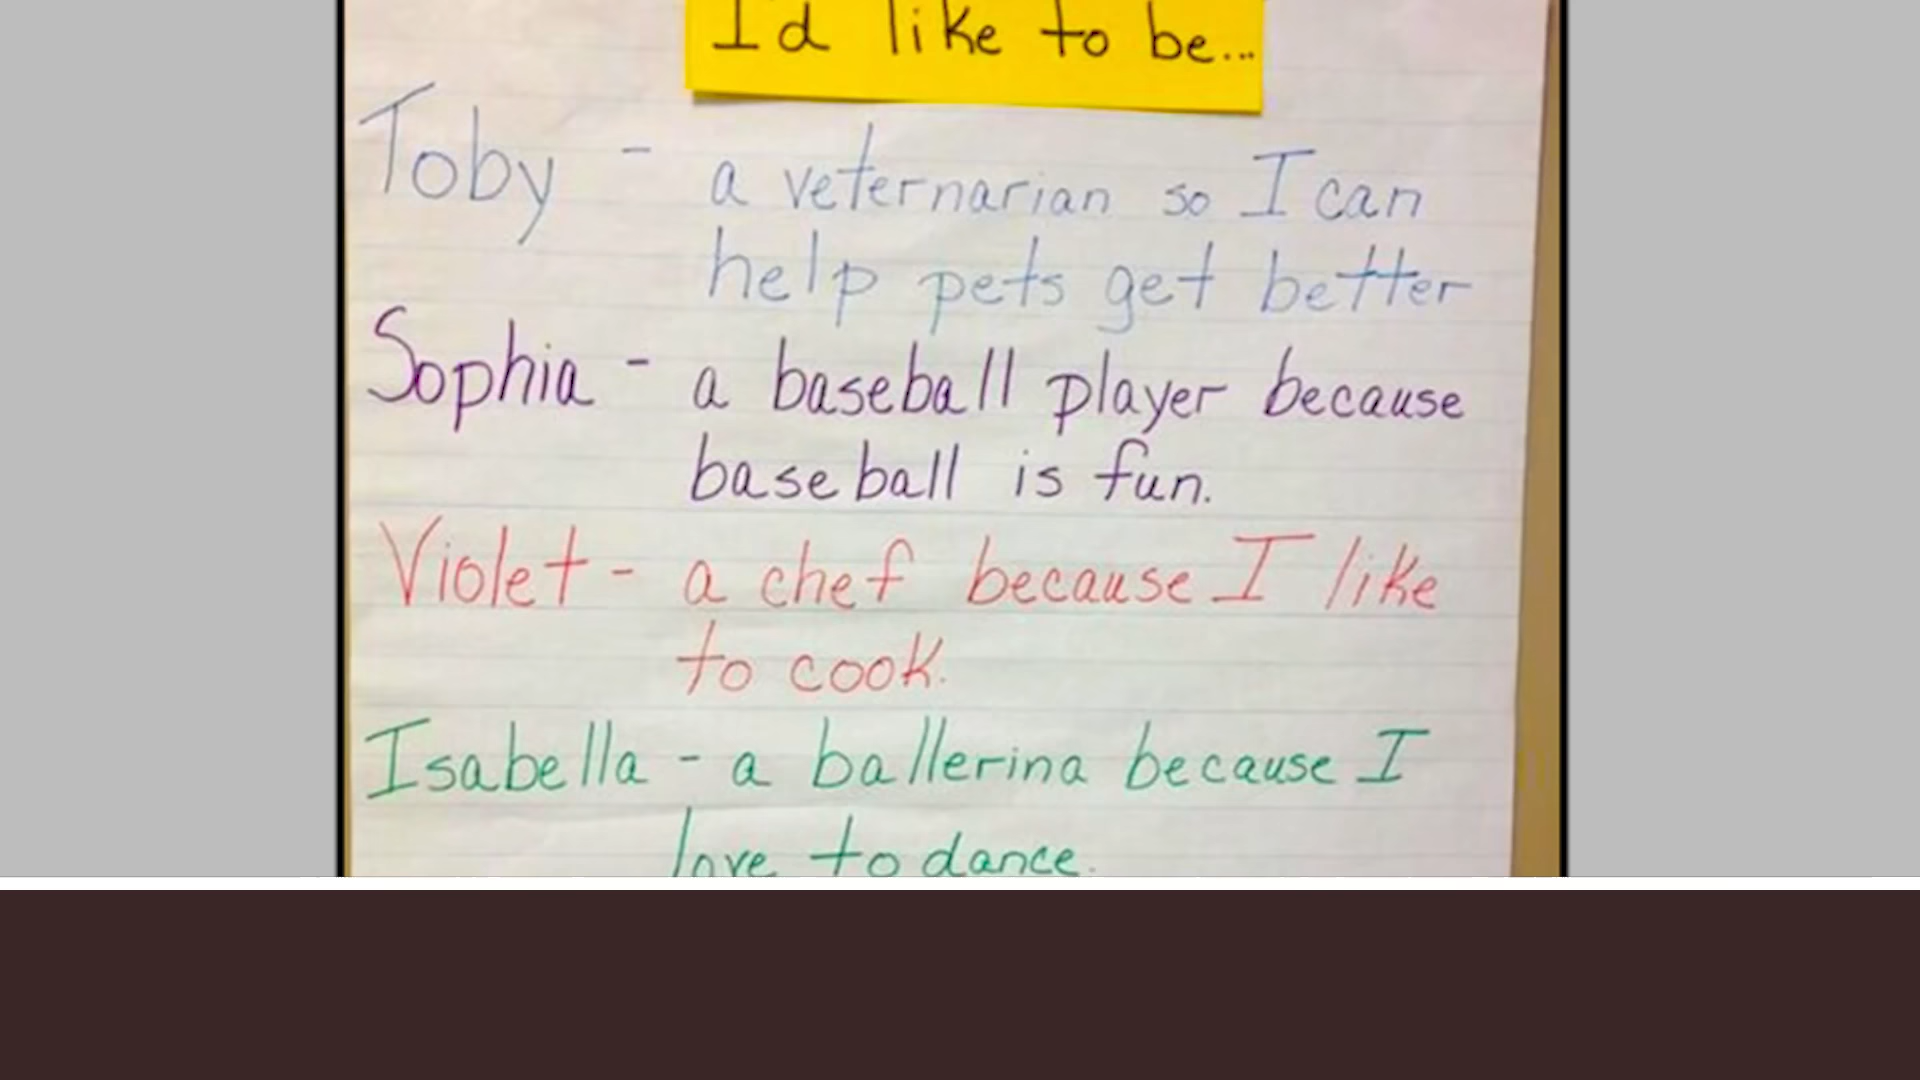 I'd like to be...
Toby - a veternarian so I can
help pets get better
Sophia - a baseball player because
baseball is fun.
Violet - a chef because I like
to cook.
Isabella - a ballerina because I
love to dance.